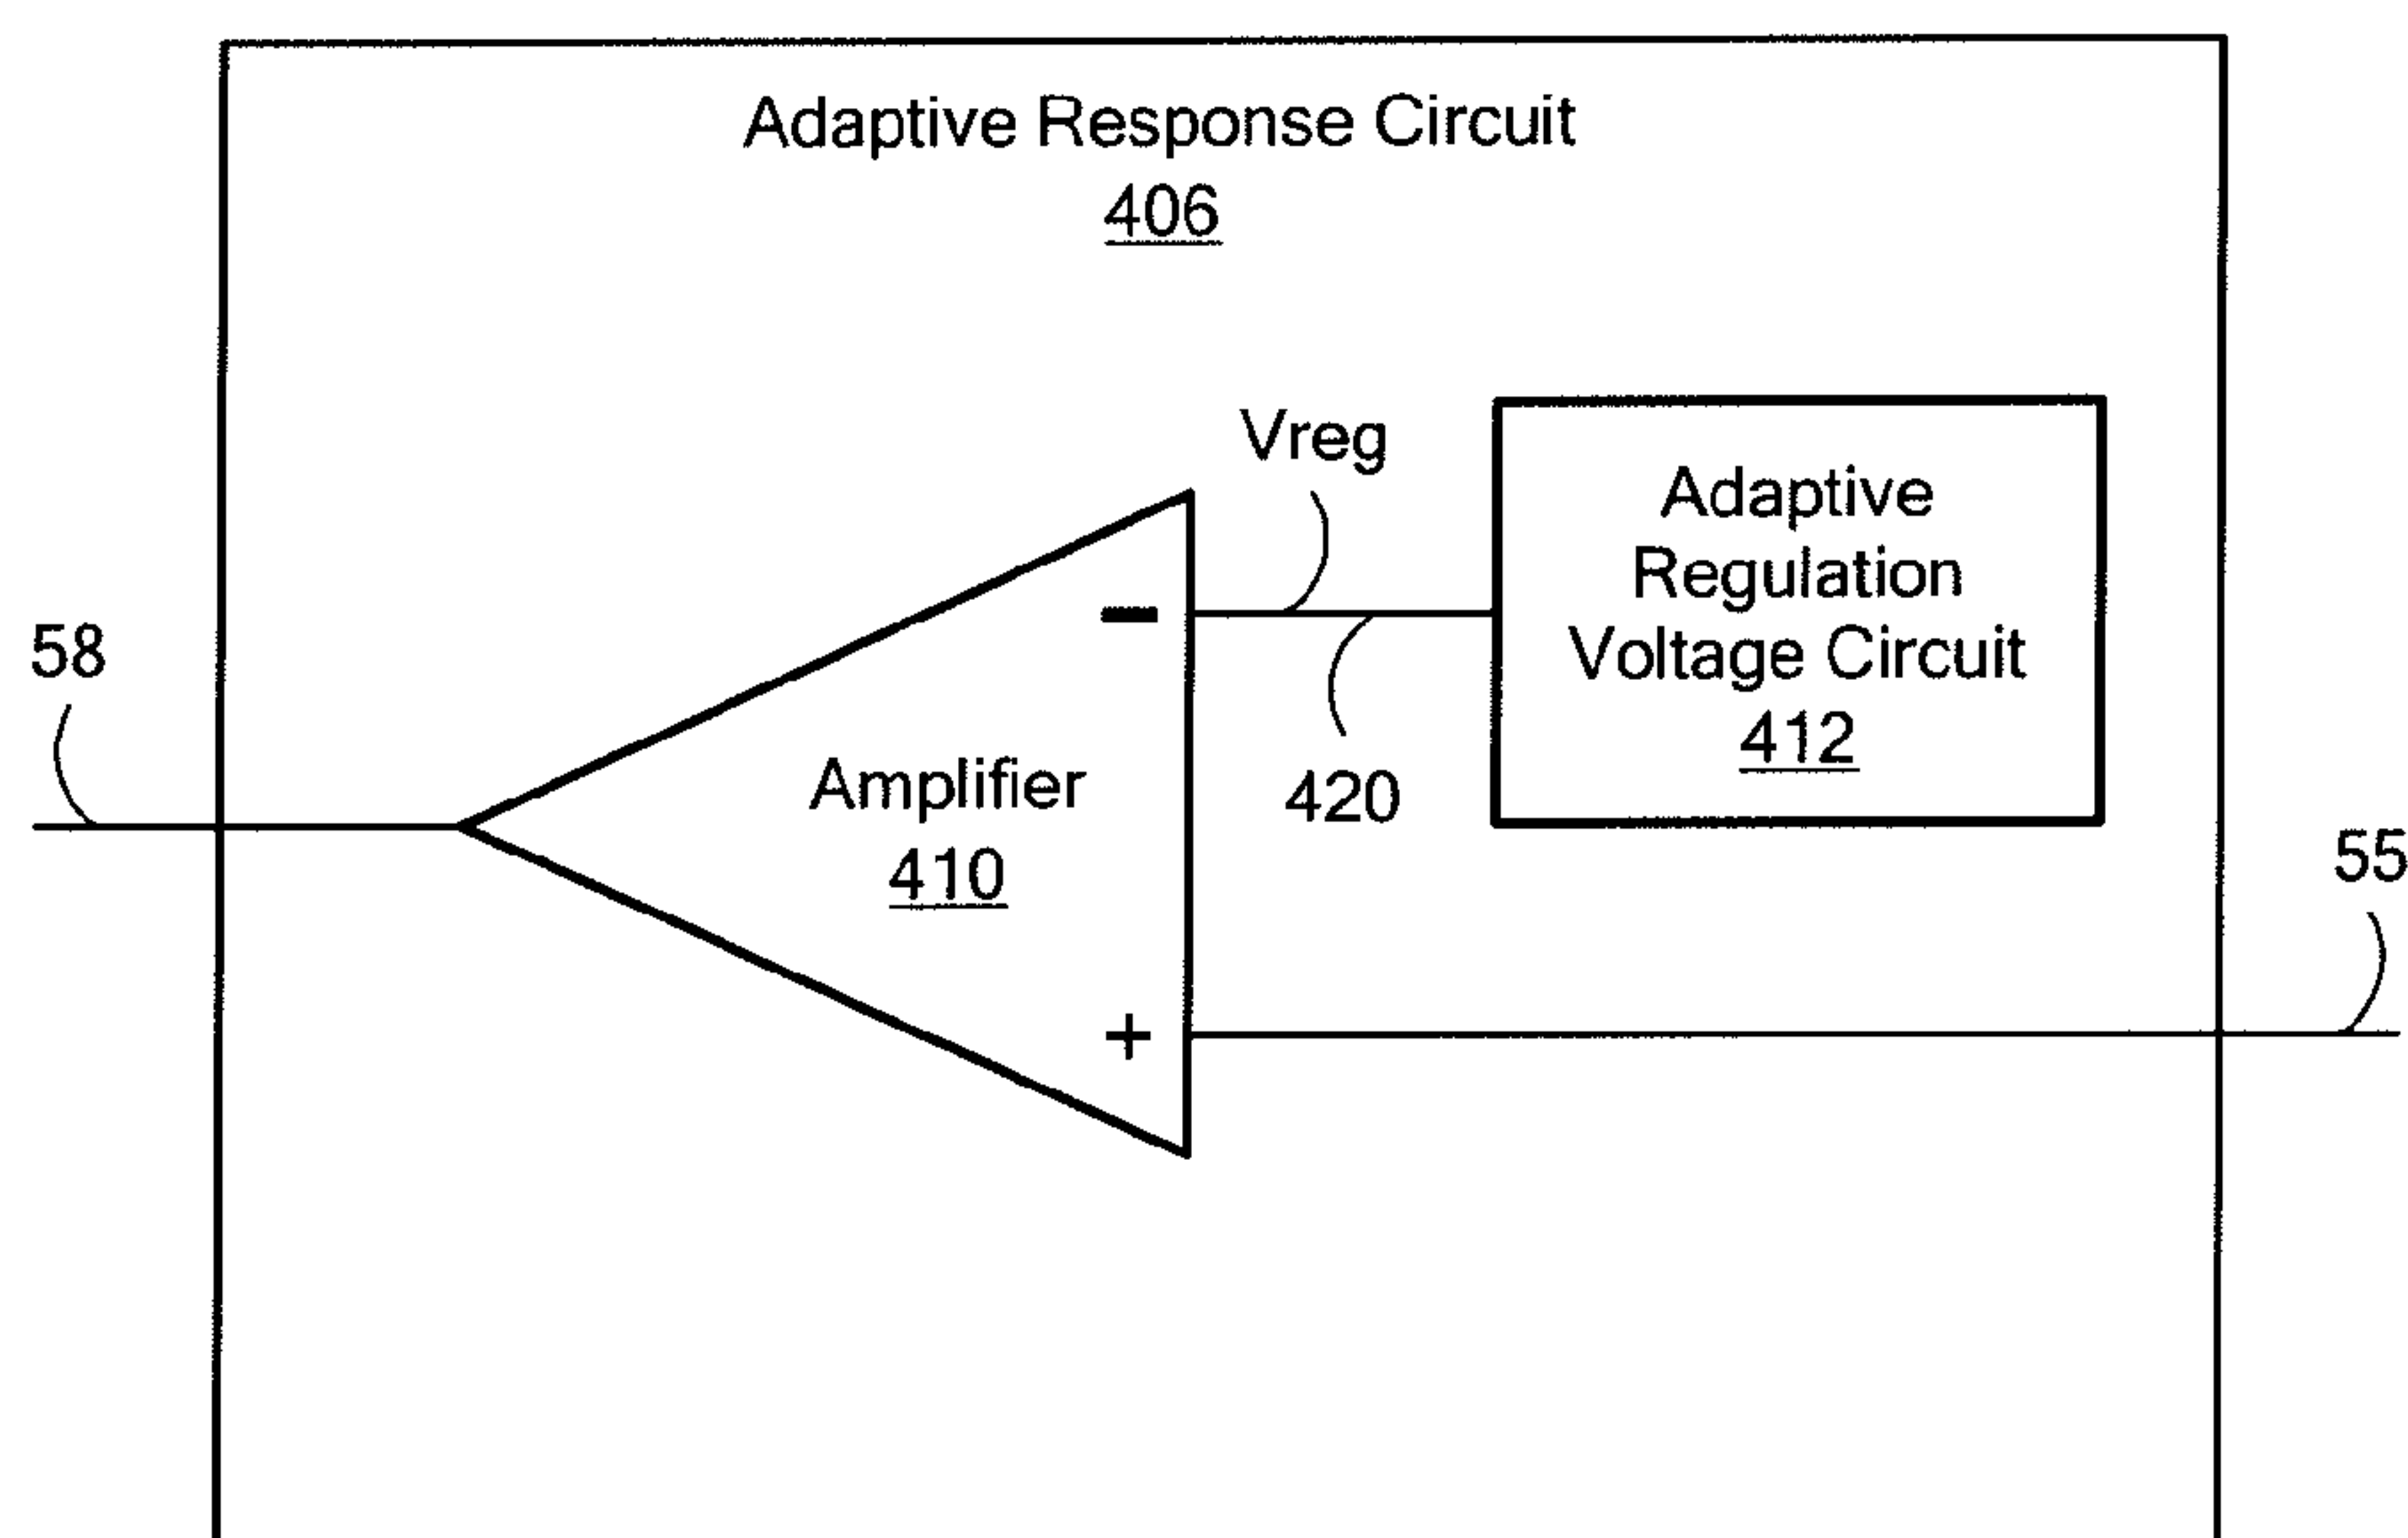 Adaptive Response Circuit
406
Vreg
Adaptive
Regulation
Voltage Circuit
412
58
−
Amplifier
410
420
55
+